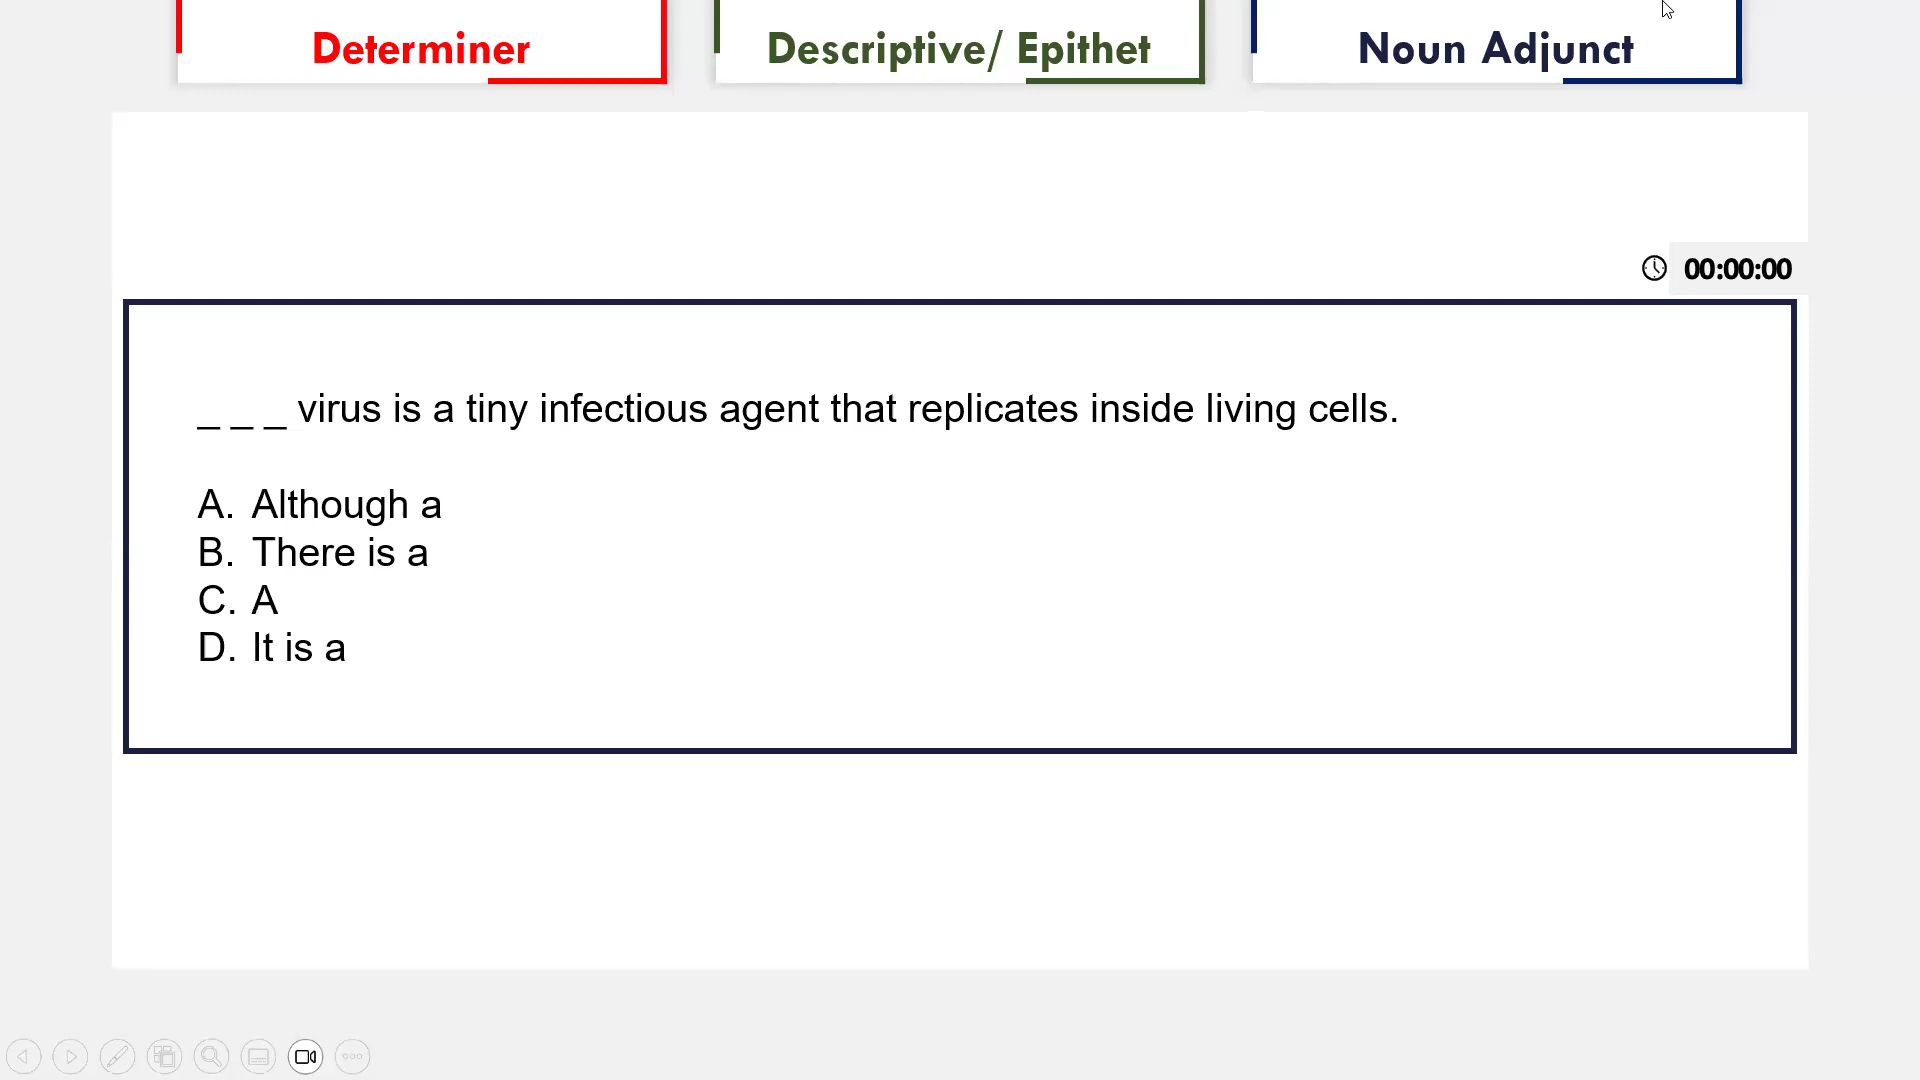 Determiner
Descriptive/ Epithet
Noun Adjunct
00:00:00
_ _ _ virus is a tiny infectious agent that replicates inside living cells.
A. Although a
B. There is a
C. A
D. It is a